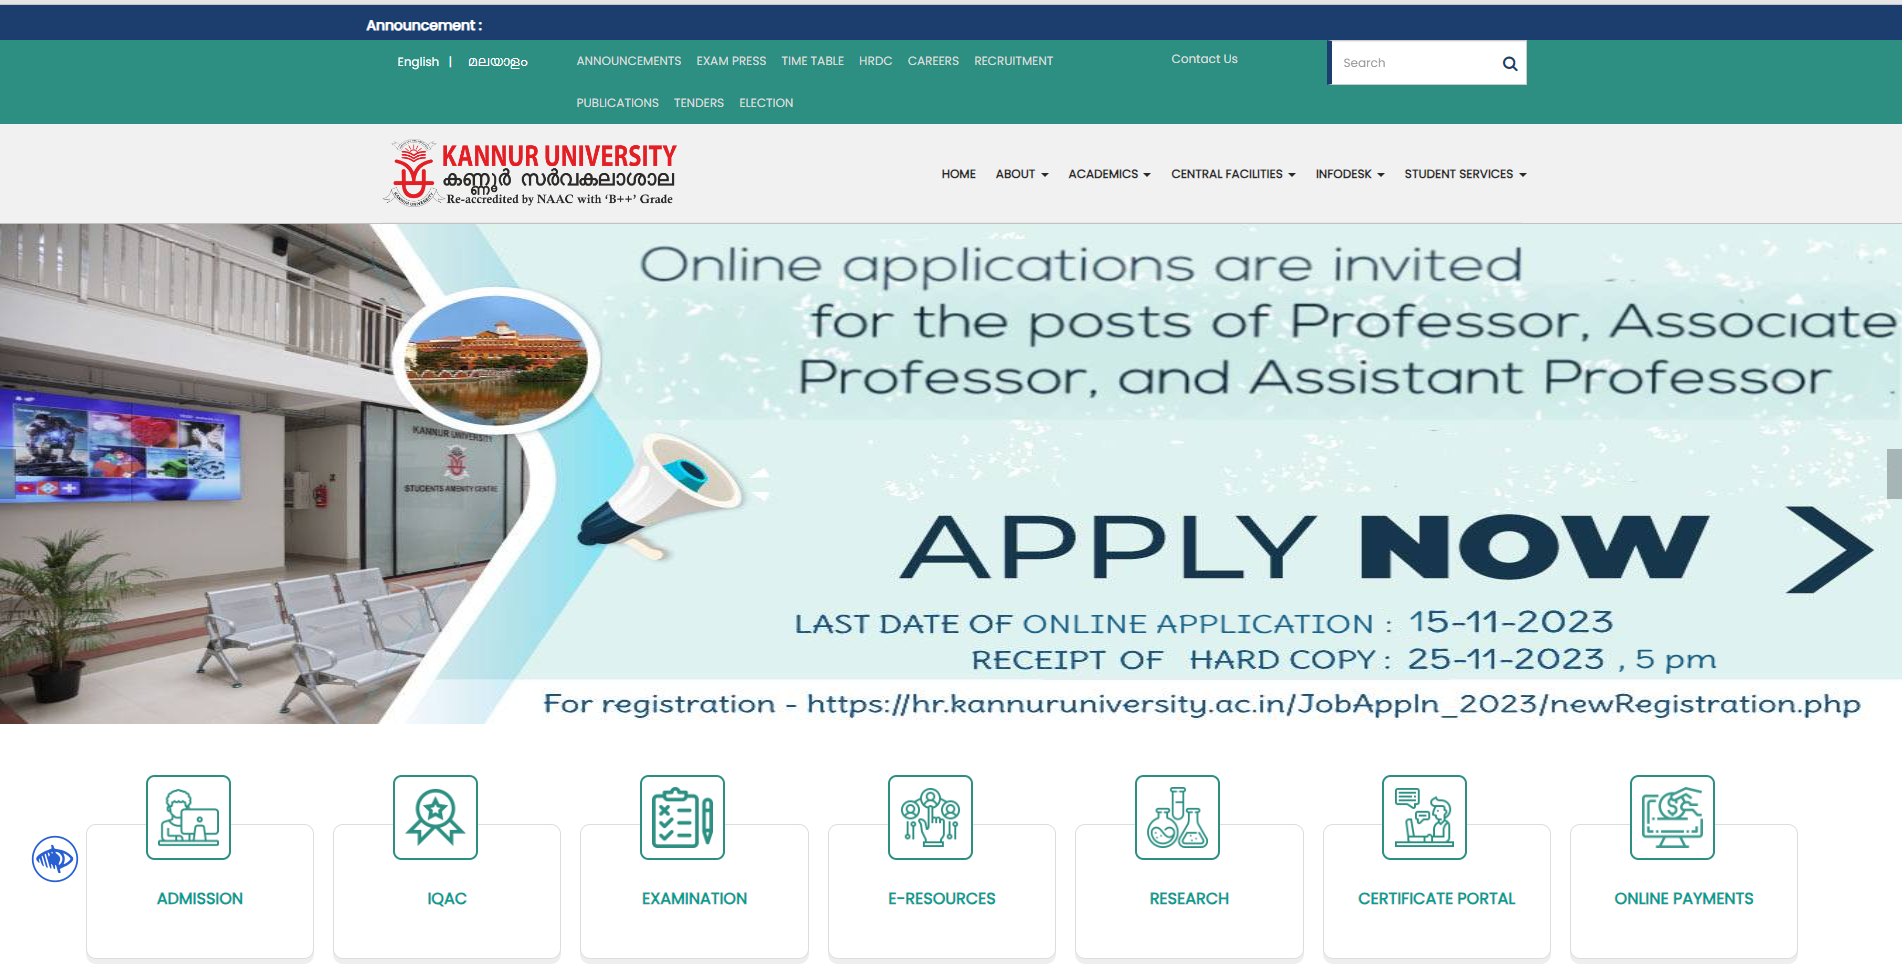 Announcement :
English | മലയാളം
ANNOUNCEMENTS EXAM PRESS TIME TABLE HRDC CAREERS RECRUITMENT
PUBLICATIONS TENDERS ELECTION
Contact Us
Search
KANNUR UNIVERSITY
കണ്ണൂർ സർവകലാശാല
Re-accredited by NAAC with ‘B++’ Grade
HOME ABOUT ACADEMICS CENTRAL FACILITIES INFODESK STUDENT SERVICES
Online applications are invited
for the posts of Professor, Associate
Professor, and Assistant Professor
KANNUR UNIVERSITY
STUDENTS AMENITY CENTRE
APPLY NOW
LAST DATE OF ONLINE APPLICATION : 15-11-2023
RECEIPT OF HARD COPY : 25-11-2023 , 5 pm
For registration - https://hr.kannuruniversity.ac.in/JobAppln_2023/newRegistration.php
ADMISSION
IQAC
EXAMINATION
E-RESOURCES
RESEARCH
CERTIFICATE PORTAL
ONLINE PAYMENTS